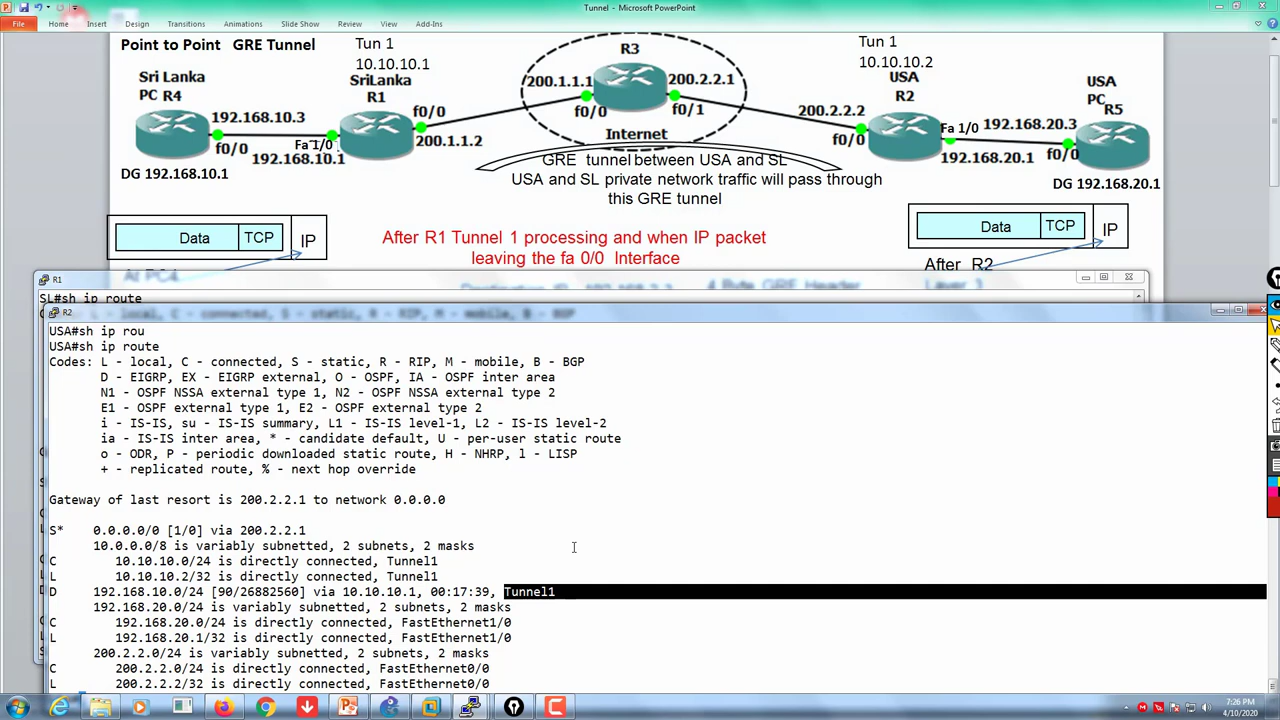 Tunnel - Microsoft PowerPoint
File Home Insert Design Transitions Animations Slide Show Review View Add-Ins
Point to Point GRE Tunnel
Tun 1
10.10.10.1
Tun 1
10.10.10.2
R3
Sri Lanka
PC R4
SriLanka
R1
200.1.1.1
200.2.2.1
USA
R2
USA
PC
R5
192.168.10.3
f0/0
f0/0
f0/1
200.2.2.2
Fa 1/0
192.168.20.3
f0/0
Fa 1/0
192.168.10.1
200.1.1.2
Internet
f0/0
192.168.20.1
f0/0
DG 192.168.10.1
DG 192.168.20.1
GRE tunnel between USA and SL
USA and SL private network traffic will pass through
this GRE tunnel
Data TCP IP
Data TCP IP
After R1 Tunnel 1 processing and when IP packet
leaving the fa 0/0 Interface
At PC4
After R2
Layer 3
4 Byte GRE Header
R1
SL#sh ip route
R2
USA#sh ip rou
USA#sh ip route
Codes: L - local, C - connected, S - static, R - RIP, M - mobile, B - BGP
D - EIGRP, EX - EIGRP external, O - OSPF, IA - OSPF inter area
N1 - OSPF NSSA external type 1, N2 - OSPF NSSA external type 2
E1 - OSPF external type 1, E2 - OSPF external type 2
i - IS-IS, su - IS-IS summary, L1 - IS-IS level-1, L2 - IS-IS level-2
ia - IS-IS inter area, * - candidate default, U - per-user static route
o - ODR, P - periodic downloaded static route, H - NHRP, l - LISP
+ - replicated route, % - next hop override
Gateway of last resort is 200.2.2.1 to network 0.0.0.0
S* 0.0.0.0/0 [1/0] via 200.2.2.1
10.0.0.0/8 is variably subnetted, 2 subnets, 2 masks
C 10.10.10.0/24 is directly connected, Tunnel1
L 10.10.10.2/32 is directly connected, Tunnel1
D 192.168.10.0/24 [90/26882560] via 10.10.10.1, 00:17:39, Tunnel1
192.168.20.0/24 is variably subnetted, 2 subnets, 2 masks
C 192.168.20.0/24 is directly connected, FastEthernet1/0
L 192.168.20.1/32 is directly connected, FastEthernet1/0
200.2.2.0/24 is variably subnetted, 2 subnets, 2 masks
C 200.2.2.0/24 is directly connected, FastEthernet0/0
L 200.2.2.2/32 is directly connected, FastEthernet0/0
7:26 PM
4/10/2020